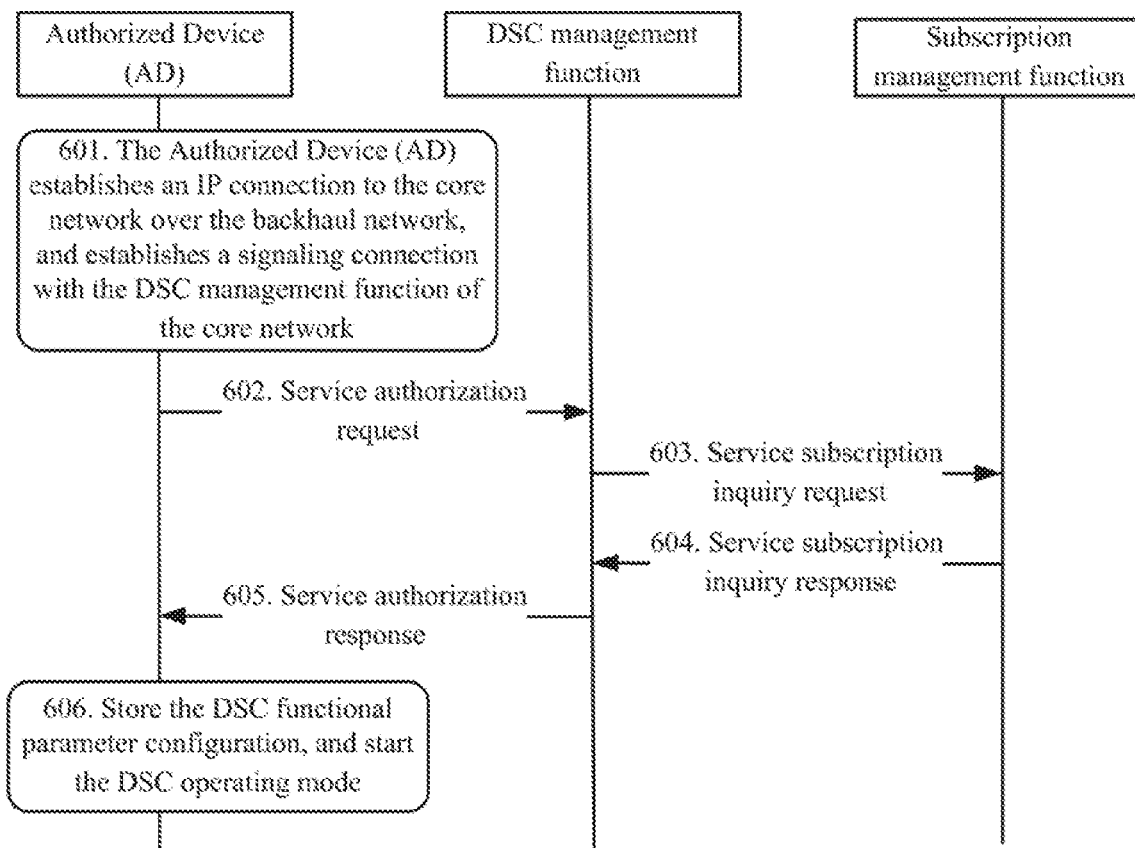 Authorized Device
(AD)
DSC management
function
Subscription
management function
601. The Authorized Device (AD)
establishes an IP connection to the core
network over the backhaul network,
and establishes a signaling connection
with the DSC management function of
the core network
602. Service authorization
request
603. Service subscription
inquiry request
604. Service subscription
inquiry response
605. Service authorization
response
606. Store the DSC functional
parameter configuration, and start
the DSC operating mode